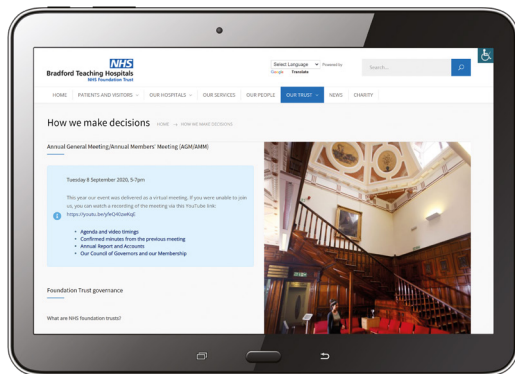 NHS
Bradford Teaching Hospitals
NHS Foundation Trust
Select Language
Powered by
Google Translate
Search...
HOME PATIENTS AND VISITORS OUR HOSPITALS OUR SERVICES OUR PEOPLE OUR TRUST NEWS CHARITY
How we make decisions HOME → HOW WE MAKE DECISIONS
Annual General Meeting/Annual Members' Meeting (AGM/AMM)
Tuesday 8 September 2020, 5-7pm
This year our event was delivered as a virtual meeting. If you were unable to join
us, you can watch a recording of the meeting via this YouTube link:
• Agenda and video timings
• Confirmed minutes from the previous meeting
• Annual Report and Accounts
• Our Council of Governors and our Membership
Foundation Trust governance
What are NHS foundation trusts?